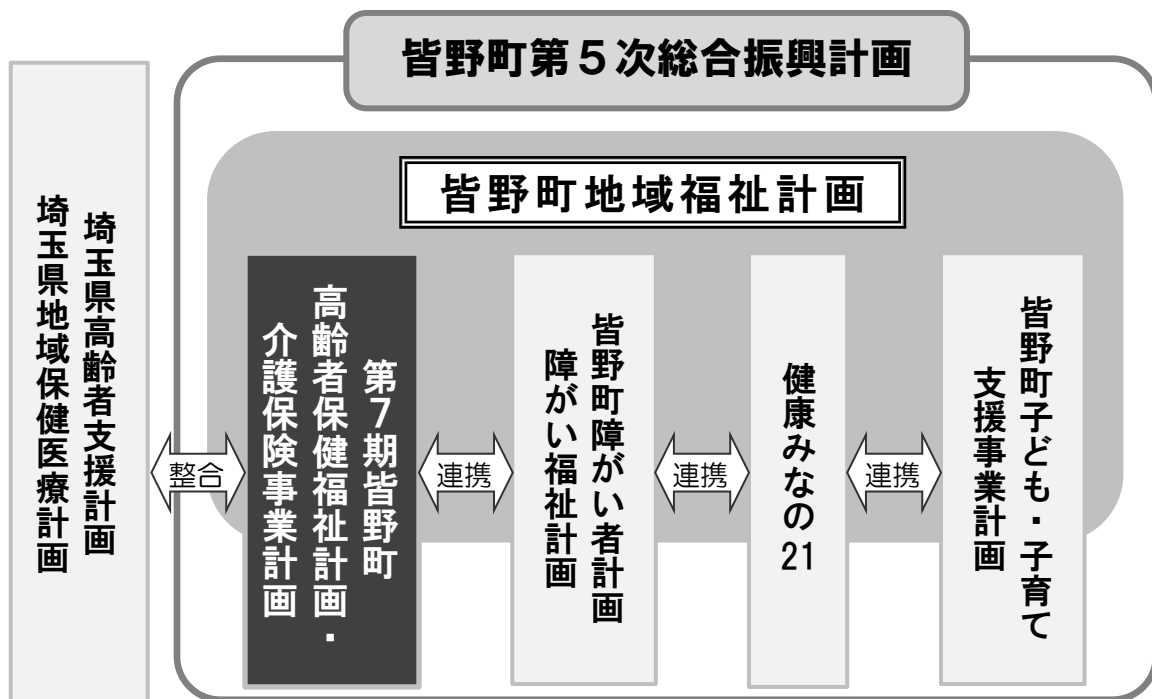 皆野町第5次総合振興計画
皆野町地域福祉計画
埼玉県高齢者支援計画
埼玉県地域保健医療計画
整合
第7期皆野町
高齢者保健福祉計画・
介護保険事業計画
連携
皆野町障がい者計画
障がい福祉計画
連携
健康みなの21
連携
皆野町子ども・子育て
支援事業計画